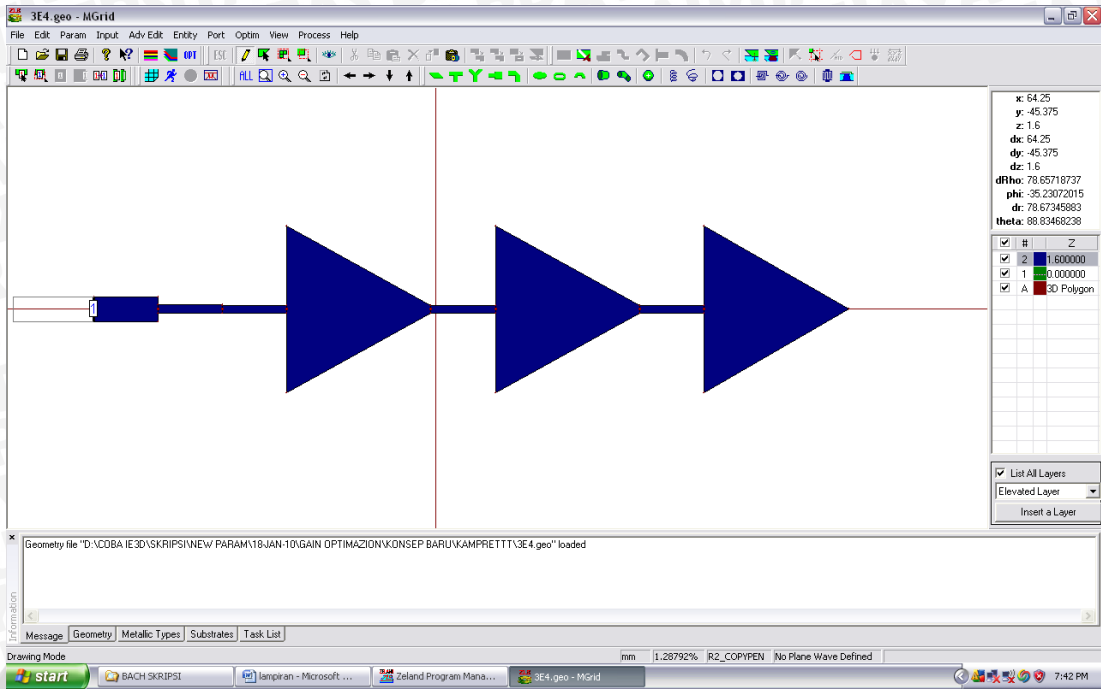 3E4.geo - MGrid
File Edit Param Input Adv Edit Entity Port Optim View Process Help
OPT ESC
ALL
x: 64.25
y: -45.375
z: 1.6
dx: 64.25
dy: -45.375
dz: 1.6
dRho: 78.65718737
phi: -35.23072015
dr: 78.67345883
theta: 88.83468238
# Z
2 1.600000
1 0.000000
A 3D Polygon
1
List All Layers
Elevated Layer
Insert a Layer
Geometry file "D:\COBA IE3D\SKRIPSI\NEW PARAM\18-JAN-10\GAIN OPTIMAZION\KONSEP BARU\KAMPRETTT\3E4.geo" loaded
Information
Message Geometry Metallic Types Substrates Task List
Drawing Mode mm 1.28792% R2_COPYPEN No Plane Wave Defined
start BACH SKRIPSI lampiran - Microsoft ... Zeland Program Mana... 3E4.geo - MGrid 7:42 PM